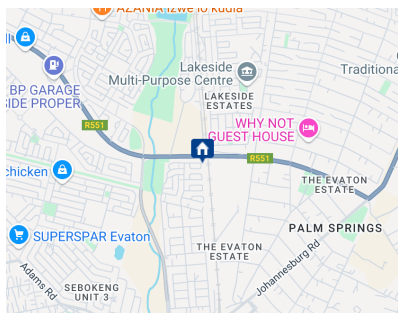 AZANIA izwe lo kudla
BP GARAGE
SIDE PROPER
Lakeside
Multi-Purpose Centre
Traditiona
LAKESIDE
ESTATES
WHY NOT
GUEST HOUSE
R551
R551
chicken
THE EVATON
ESTATE
PALM SPRINGS
SUPERSPAR Evaton
THE EVATON
ESTATE
Johannesburg Rd
Adams Rd
SEBOKENG
UNIT 3